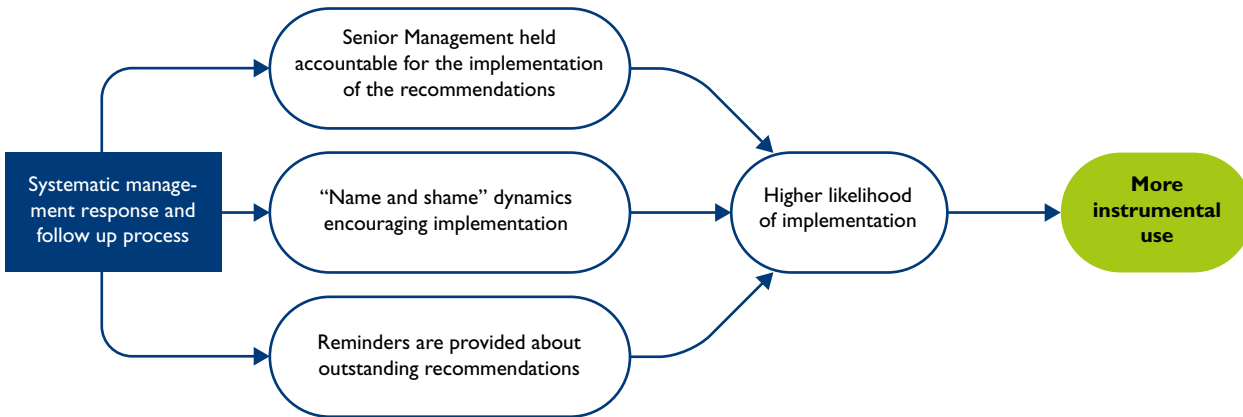 Senior Management held
accountable for the implementation
of the recommendations
Systematic manage-
ment response and
follow up process
“Name and shame” dynamics
encouraging implementation
Higher likelihood
of implementation
More
instrumental
use
Reminders are provided about
outstanding recommendations